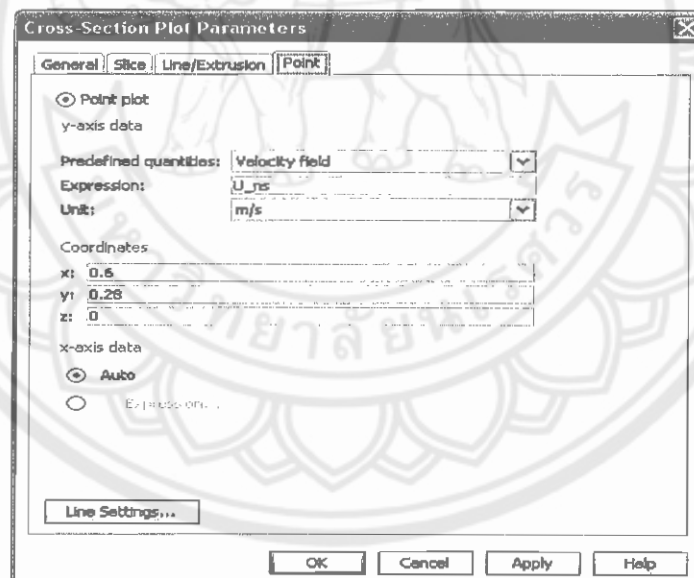 Cross-Section Plot Parameters
General Slice Line/Extrusion Point
Point plot
y-axis data
Predefined quantities: Velocity field
Expression: U_ns
Unit: m/s
Coordinates
x: 0.6
y: 0.28
z: 0
x-axis data
Auto
Expression...
Line Settings...
OK Cancel Apply Help